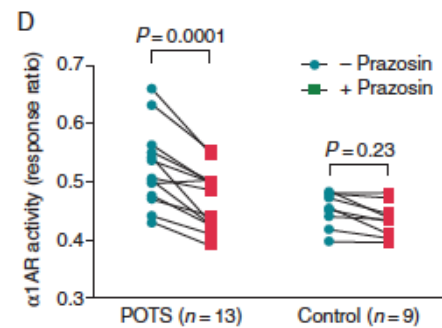 D
P = 0.0001
0.7
– Prazosin
+ Prazosin
0.6
P = 0.23
0.5
0.4
0.3
α1AR activity (response ratio)
POTS (n = 13)
Control (n = 9)